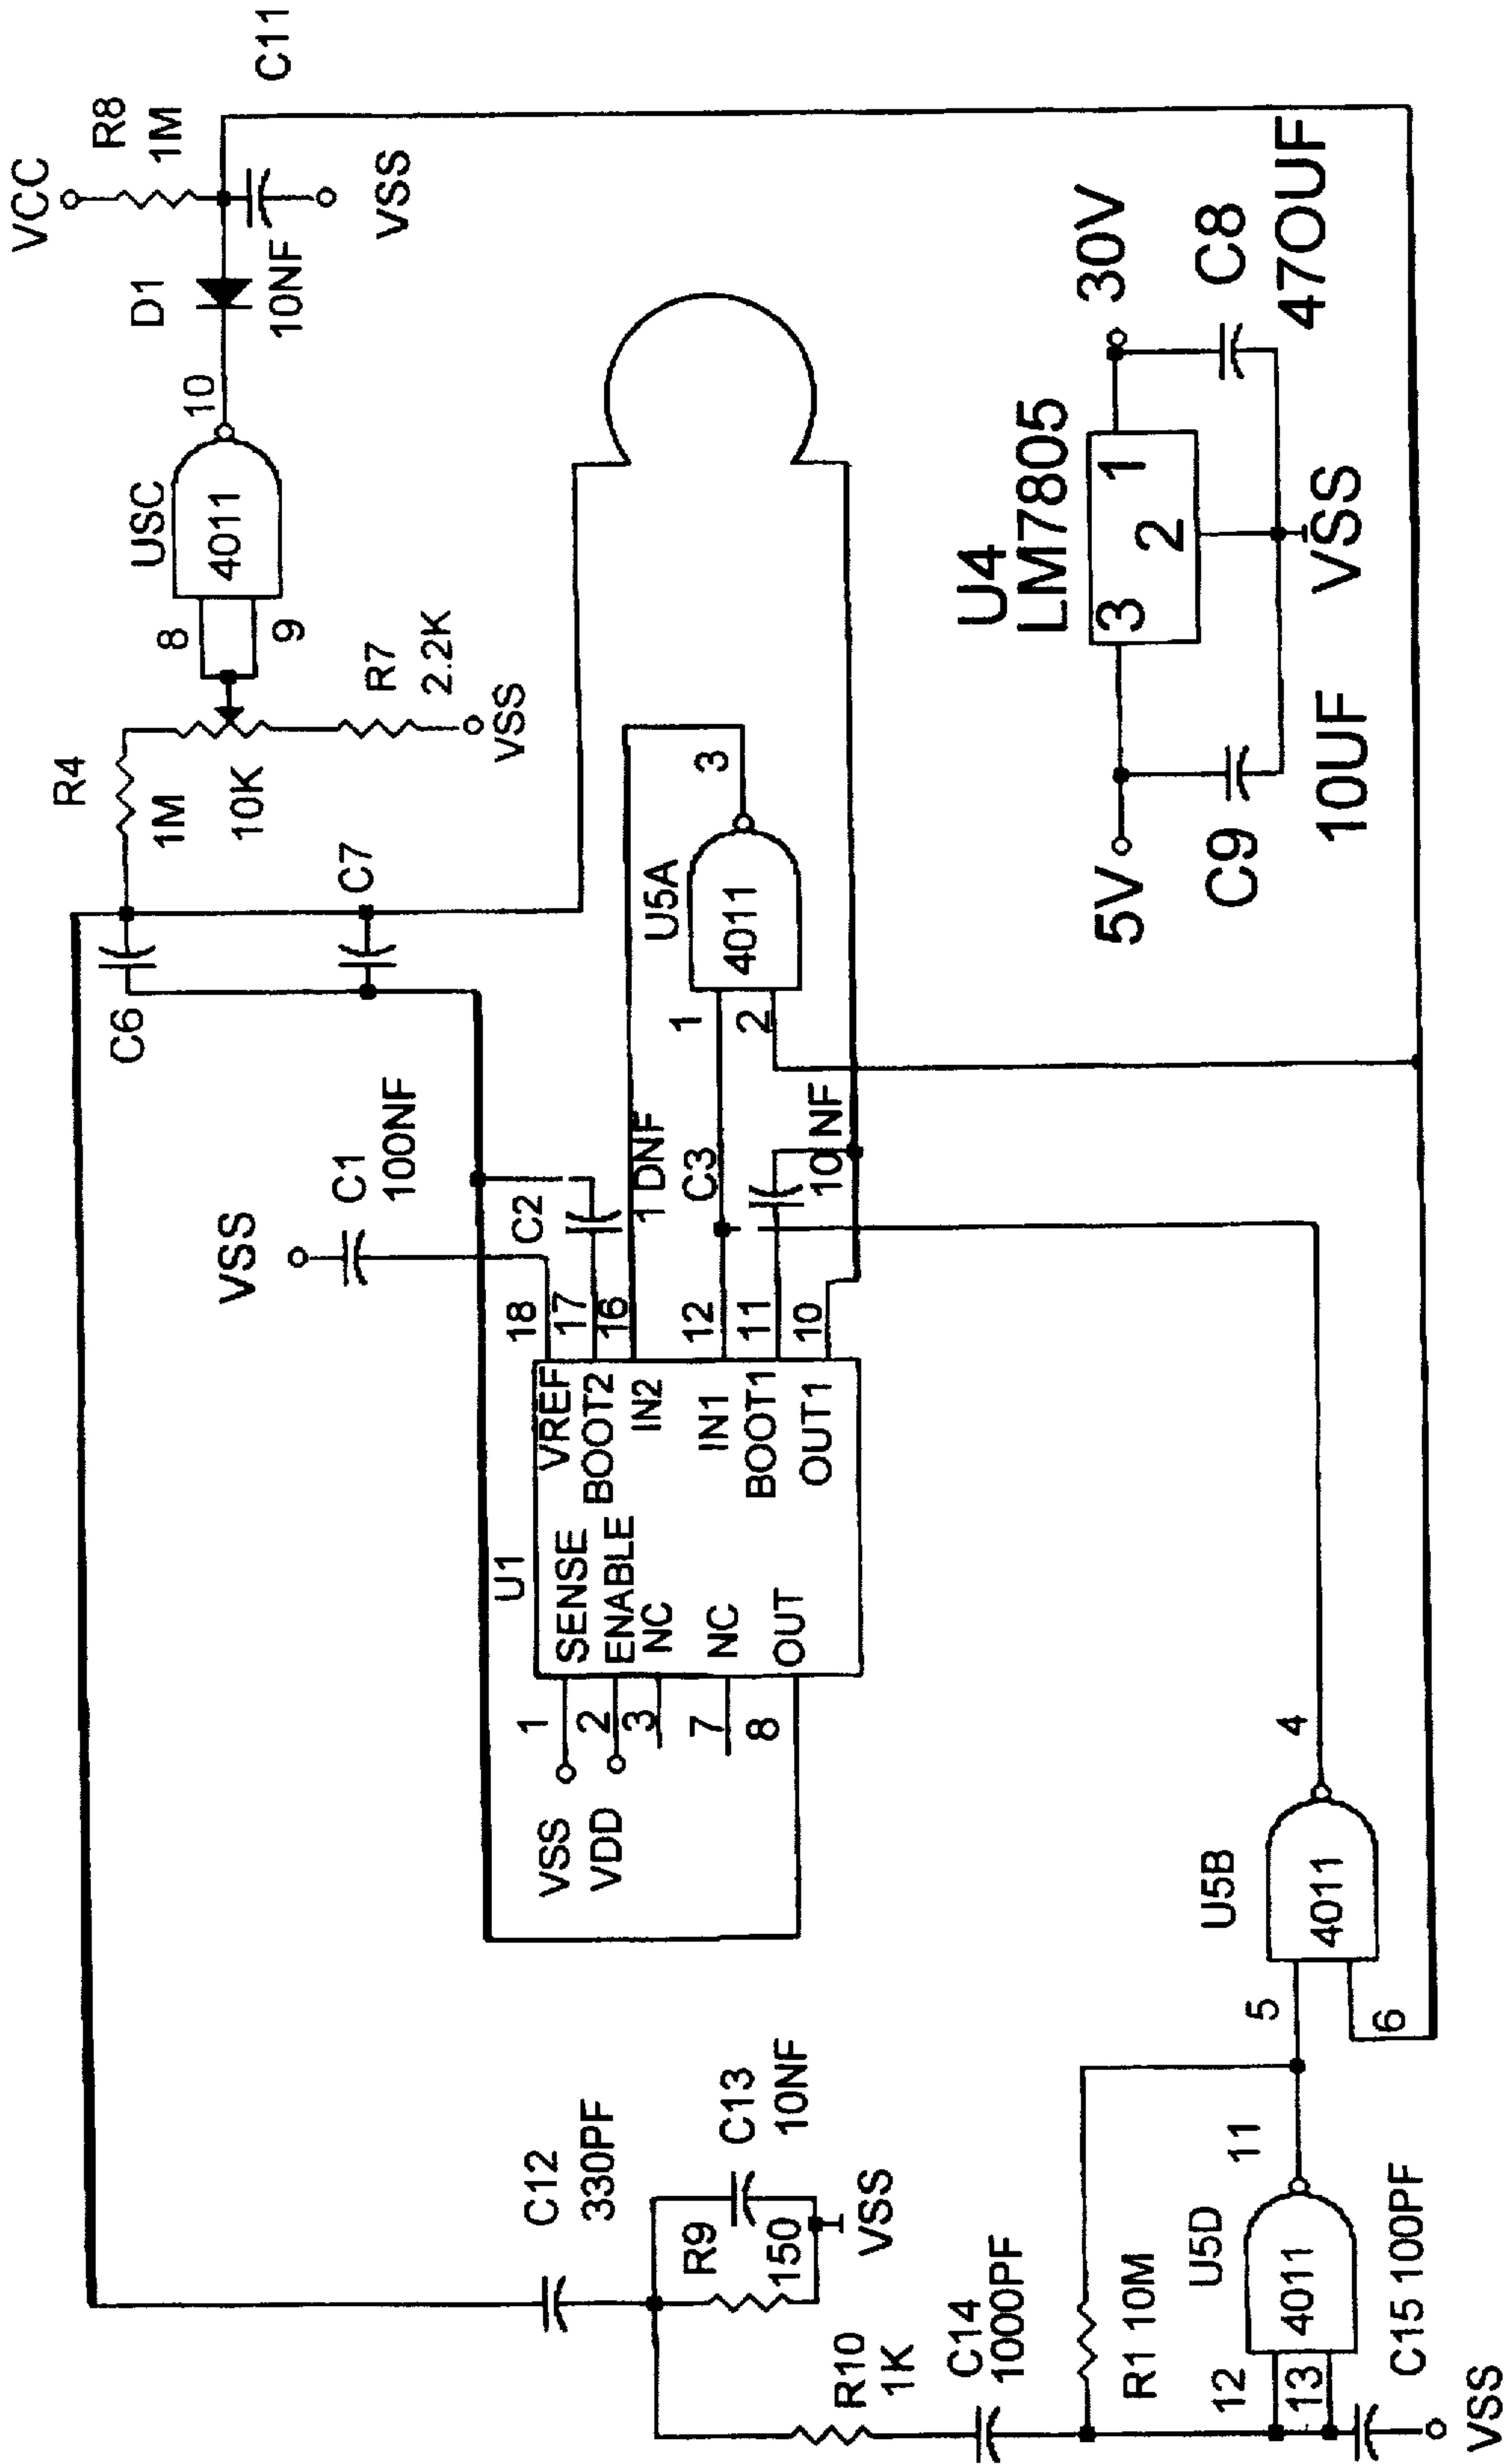 VCC
R8
1M
C11
VSS
D1
10NF
10
USC
4011
8
9
R7
2.2K
VSS
R4
1M
10K
C7
C6
U5A
4011
3
1
2
30V
C8
47OUF
U4
LM7805
3
1
2
VSS
5V
C9
10UF
VSS
C1
100NF
C2
1 DNF
C3
10 NF
18
17
16
12
11
10
U1
VREF
BOOT2
IN2
IN1
BOOT1
OUT1
SENSE
ENABLE
NC
NC
OUT
1
2
3
7
8
VSS
VDD
4
U5B
4011
5
6
C12
330PF
C13
10NF
R9
150
VSS
R10
1K
C14
1000PF
R1 10M
11
U5D
4011
12
13
C15 100PF
VSS